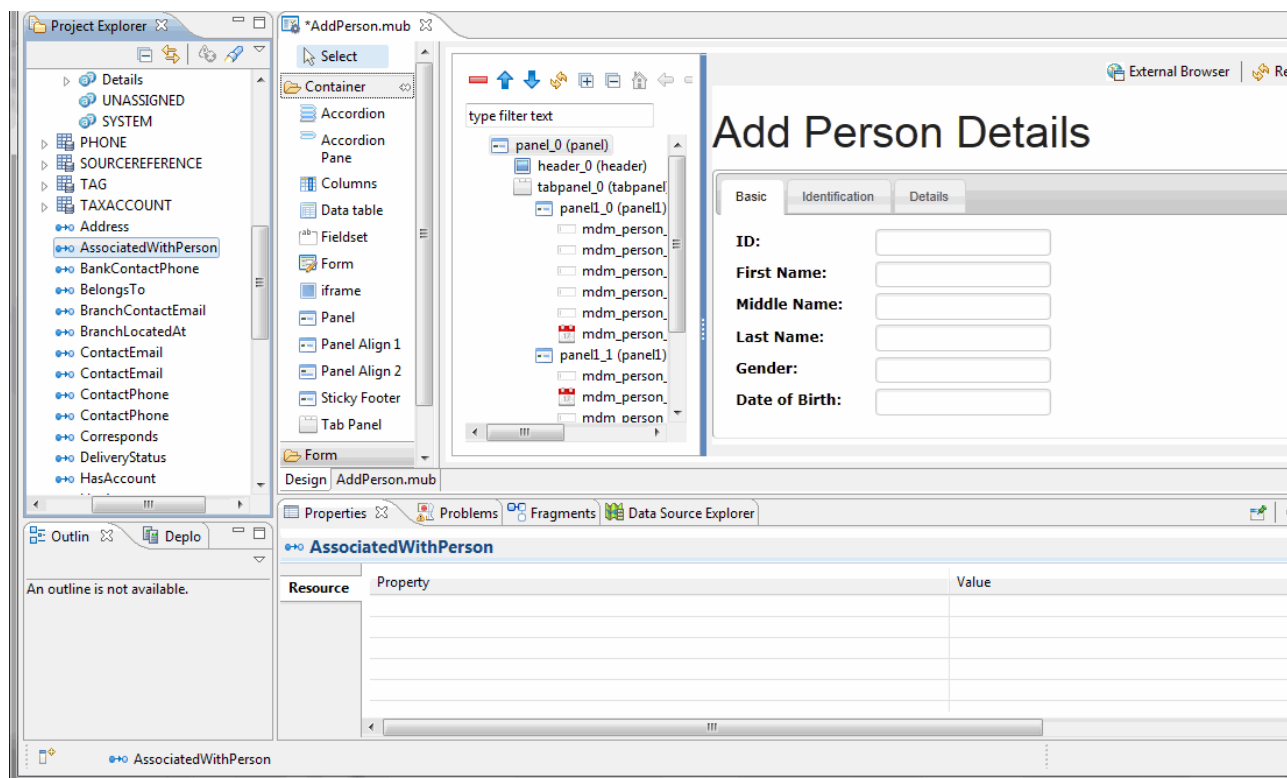 Project Explorer
Details
UNASSIGNED
SYSTEM
PHONE
SOURCEREFERENCE
TAG
TAXACCOUNT
Address
AssociatedWithPerson
BankContactPhone
BelongsTo
BranchContactEmail
BranchLocatedAt
ContactEmail
ContactEmail
ContactPhone
ContactPhone
Corresponds
DeliveryStatus
HasAccount
Outlin
Deplo
An outline is not available.
*AddPerson.mub
Select
Container
Accordion
Accordion
Pane
Columns
Data table
Fieldset
Form
iframe
Panel
Panel Align 1
Panel Align 2
Sticky Footer
Tab Panel
Form
type filter text
panel_0 (panel)
header_0 (header)
tabpanel_0 (tabpanel
panel1_0 (panel1)
mdm_person_
mdm_person_
mdm_person_
mdm_person_
mdm_person_
mdm_person_
panel1_1 (panel1)
mdm_person_
mdm_person_
mdm_person
External Browser
Re
Add Person Details
Basic Identification Details
ID:
First Name:
Middle Name:
Last Name:
Gender:
Date of Birth:
Design AddPerson.mub
Properties Problems Fragments Data Source Explorer
AssociatedWithPerson
Resource
Property Value
AssociatedWithPerson